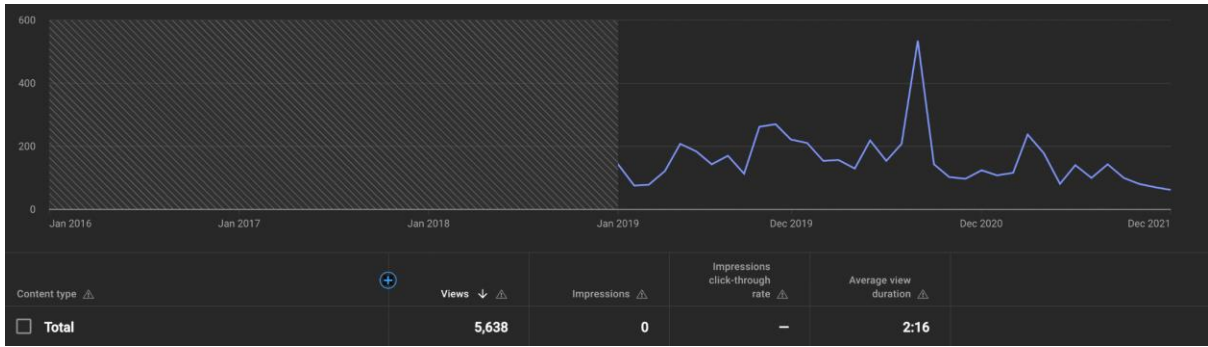 600
400
200
0
Jan 2016 Jan 2017 Jan 2018 Jan 2019 Dec 2019 Dec 2020 Dec 2021
Impressions
click-through
rate
Average view
duration
Content type Views Impressions
Total 5,638 0 — 2:16